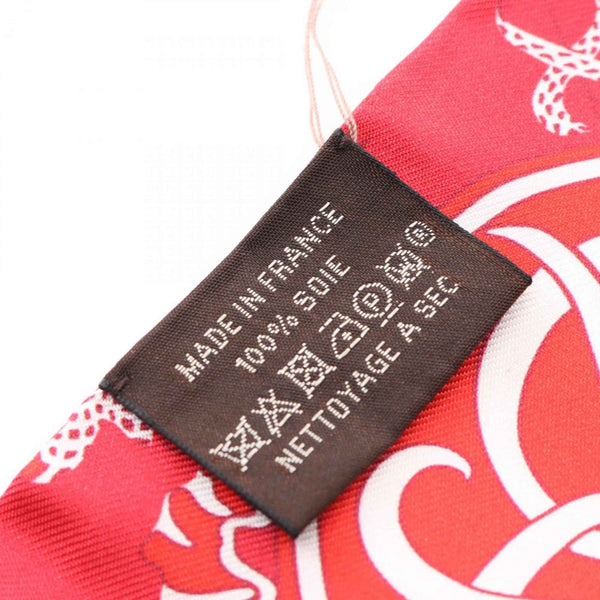 MADE IN FRANCE
100% SOIE
Ⓟ ®
NETTOYAGE A SEC